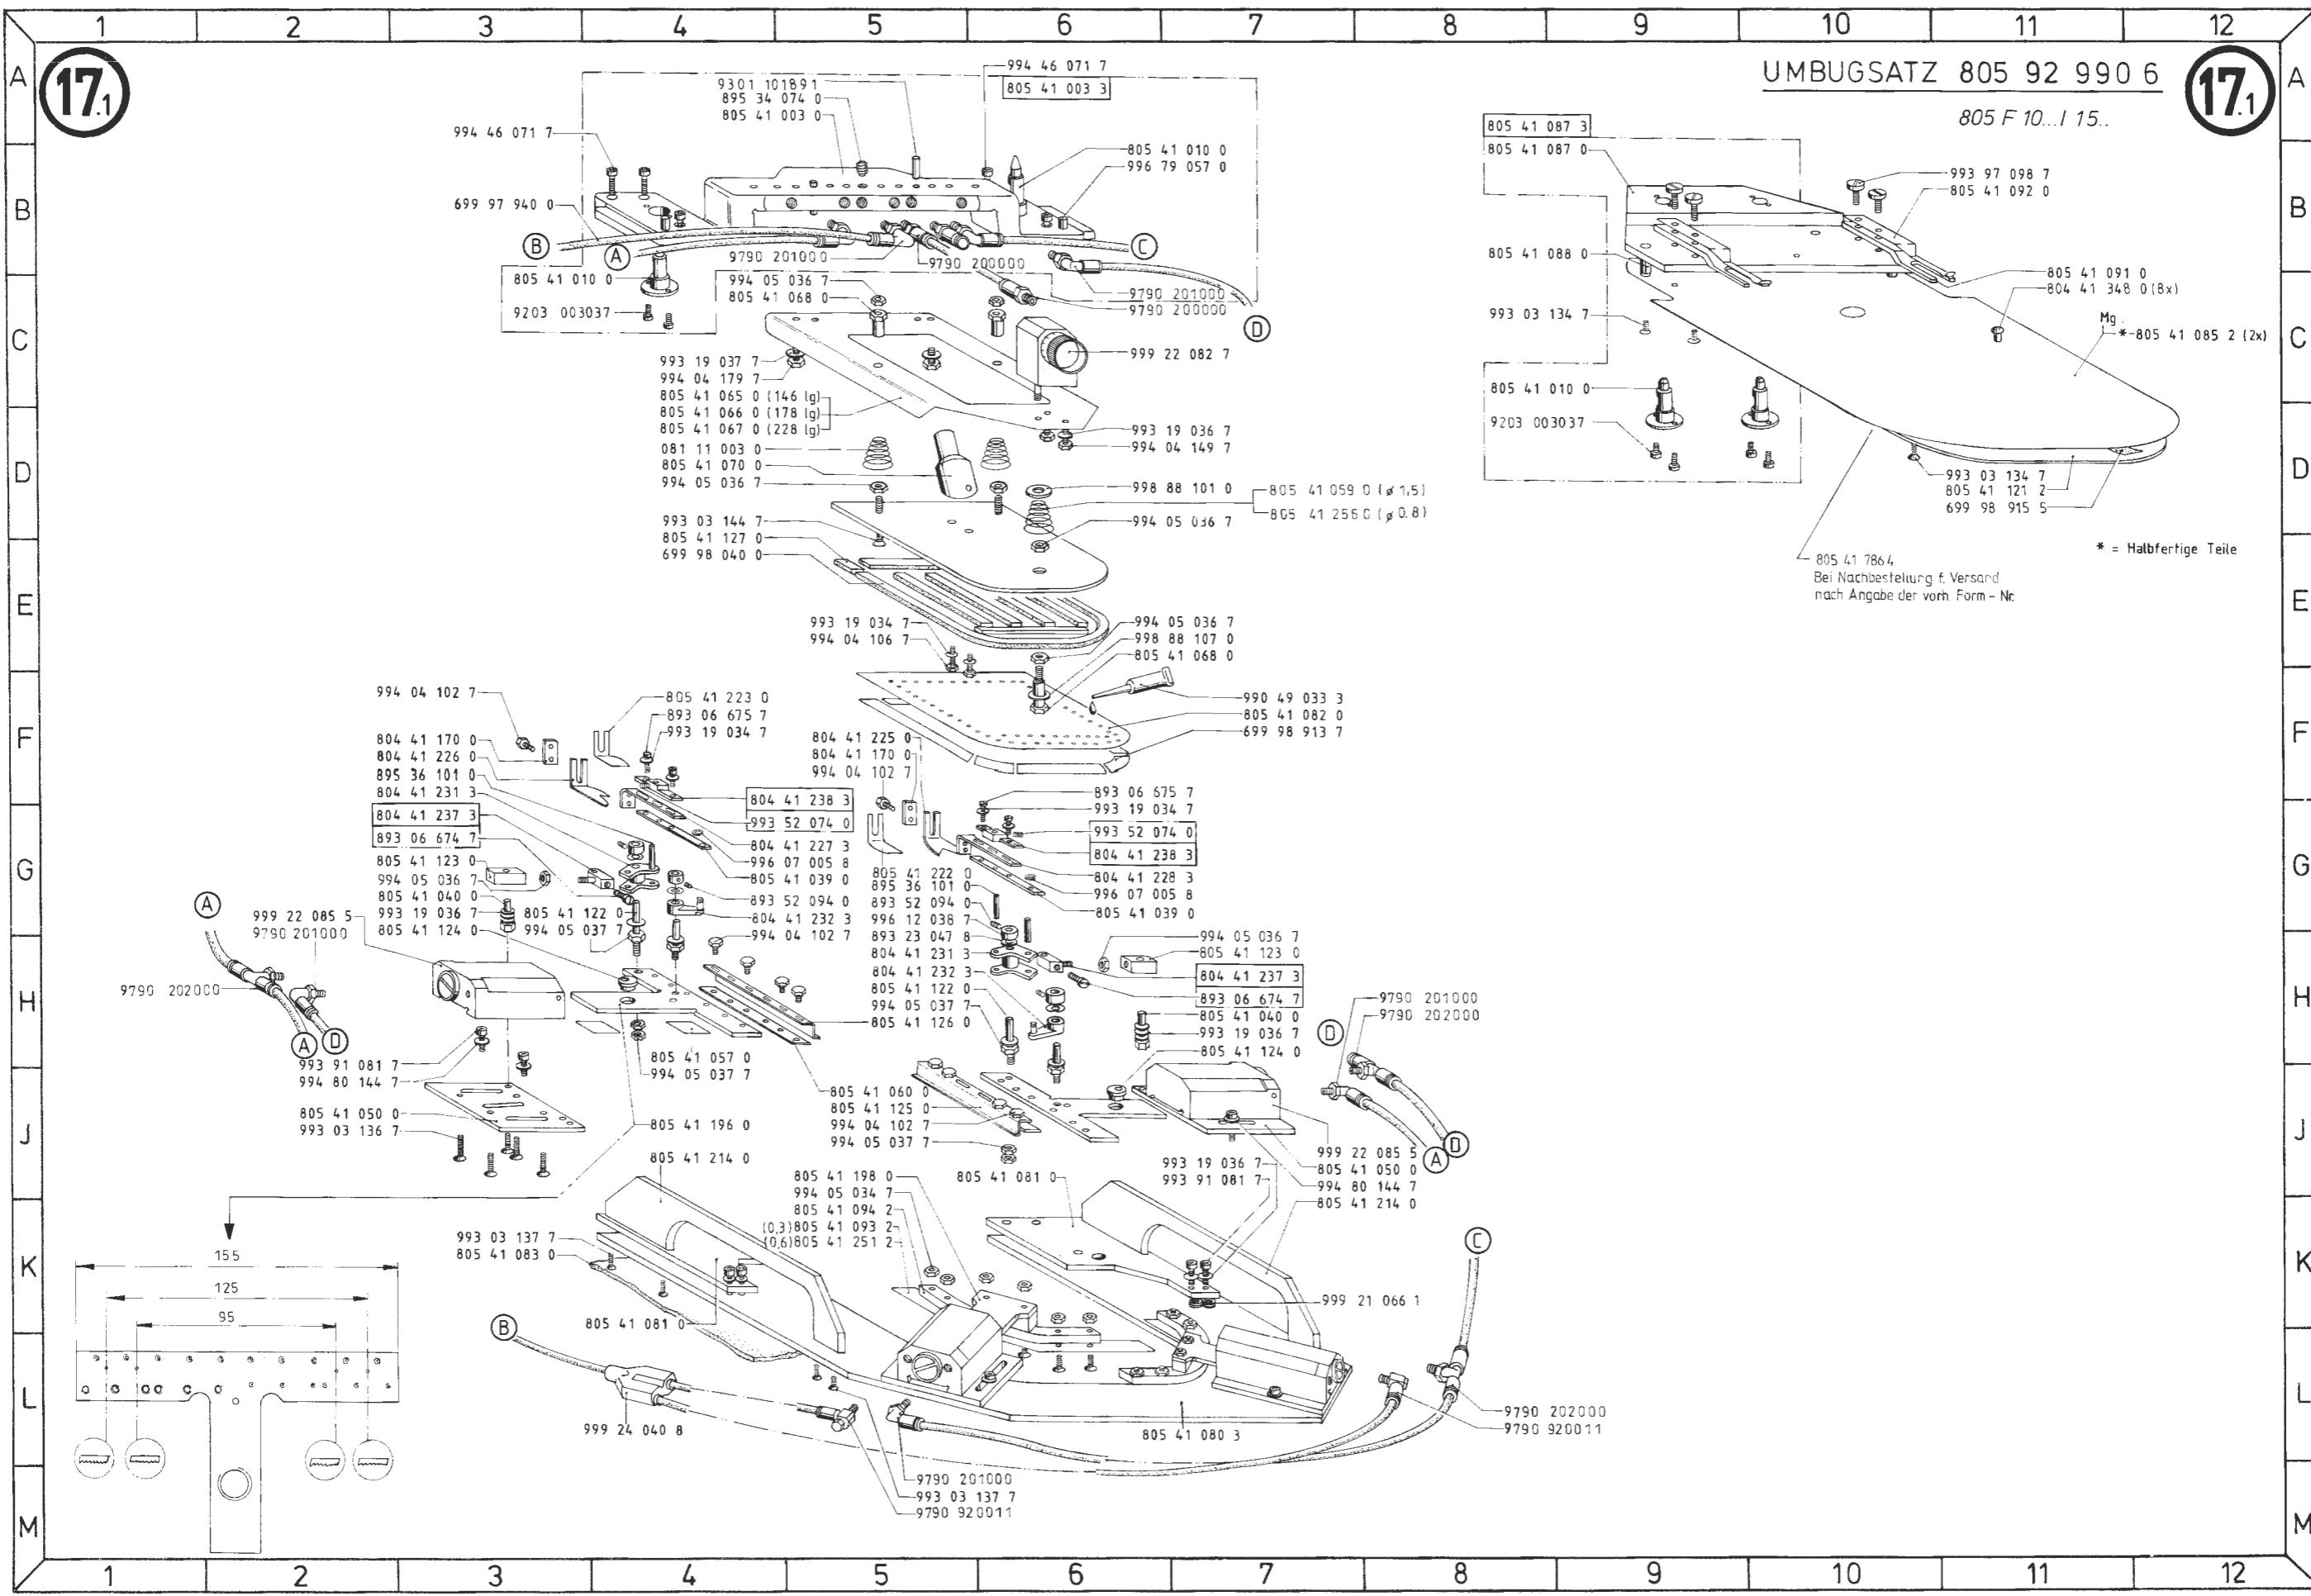 1 2 3 4 5 6 7 8 9 10 11 12
A
B
C
D
E
F
G
H
J
K
L
M
17.1
UMBUGSATZ 805 92 990 6
17.1
805 F 10...I 15..
994 46 071 7
805 41 003 3
9301 101891
895 34 074 0
805 41 003 0
994 46 071 7
699 97 940 0
805 41 010 0
996 79 057 0
B
A
C
9790 201000
9790 200000
805 41 010 0
9203 003037
994 05 036 7
805 41 068 0
9790 201000
9790 200000
D
993 19 037 7
994 04 179 7
805 41 065 0 (146 lg)
805 41 066 0 (178 lg)
805 41 067 0 (228 lg)
081 11 003 0
805 41 070 0
994 05 036 7
999 22 082 7
993 19 036 7
994 04 149 7
998 88 101 0
805 41 059 0 (ø 1,5)
805 41 256 0 (ø 0.8)
994 05 036 7
993 03 144 7
805 41 127 0
699 98 040 0
993 19 034 7
994 04 106 7
994 05 036 7
998 88 107 0
805 41 068 0
990 49 033 3
805 41 082 0
699 98 913 7
805 41 087 3
805 41 087 0
993 97 098 7
805 41 092 0
805 41 088 0
805 41 091 0
804 41 348 0 (8x)
Mg.
*-805 41 085 2 (2x)
993 03 134 7
805 41 010 0
9203 003037
993 03 134 7
805 41 121 2
699 98 915 5
* = Halbfertige Teile
805 41 786 4
Bei Nachbestellung f. Versand
nach Angabe der vorh. Form - Nr.
994 04 102 7
805 41 223 0
893 06 675 7
993 19 034 7
804 41 170 0
804 41 226 0
895 36 101 0
804 41 231 3
804 41 237 3
893 06 674 7
805 41 123 0
994 05 036 7
805 41 040 0
993 19 036 7
805 41 124 0
805 41 122 0
994 05 037 7
804 41 238 3
993 52 074 0
804 41 227 3
996 07 005 8
805 41 039 0
893 52 094 0
804 41 232 3
994 04 102 7
A
999 22 085 5
9790 201000
9790 202000
A
D
993 91 081 7
994 80 144 7
805 41 050 0
993 03 136 7
805 41 057 0
994 05 037 7
805 41 196 0
804 41 225 0
804 41 170 0
994 04 102 7
893 06 675 7
993 19 034 7
993 52 074 0
804 41 238 3
804 41 228 3
996 07 005 8
805 41 039 0
805 41 222 0
895 36 101 0
893 52 094 0
996 12 038 7
893 23 047 8
804 41 231 3
804 41 232 3
805 41 122 0
994 05 037 7
805 41 126 0
994 05 036 7
805 41 123 0
804 41 237 3
893 06 674 7
805 41 040 0
993 19 036 7
805 41 124 0
9790 201000
9790 202000
D
805 41 060 0
805 41 125 0
994 04 102 7
994 05 037 7
D
A
999 22 085 5
805 41 050 0
994 80 144 7
805 41 214 0
993 19 036 7
993 91 081 7
805 41 214 0
805 41 198 0
994 05 034 7
805 41 094 2
(0,3) 805 41 093 2
(0,6) 805 41 251 2
805 41 081 0
993 03 137 7
805 41 083 0
805 41 081 0
999 21 066 1
C
155
125
95
B
999 24 040 8
805 41 080 3
9790 202000
9790 920011
9790 201000
993 03 137 7
9790 920011
A
B
C
D
E
F
G
H
J
K
L
M
1 2 3 4 5 6 7 8 9 10 11 12